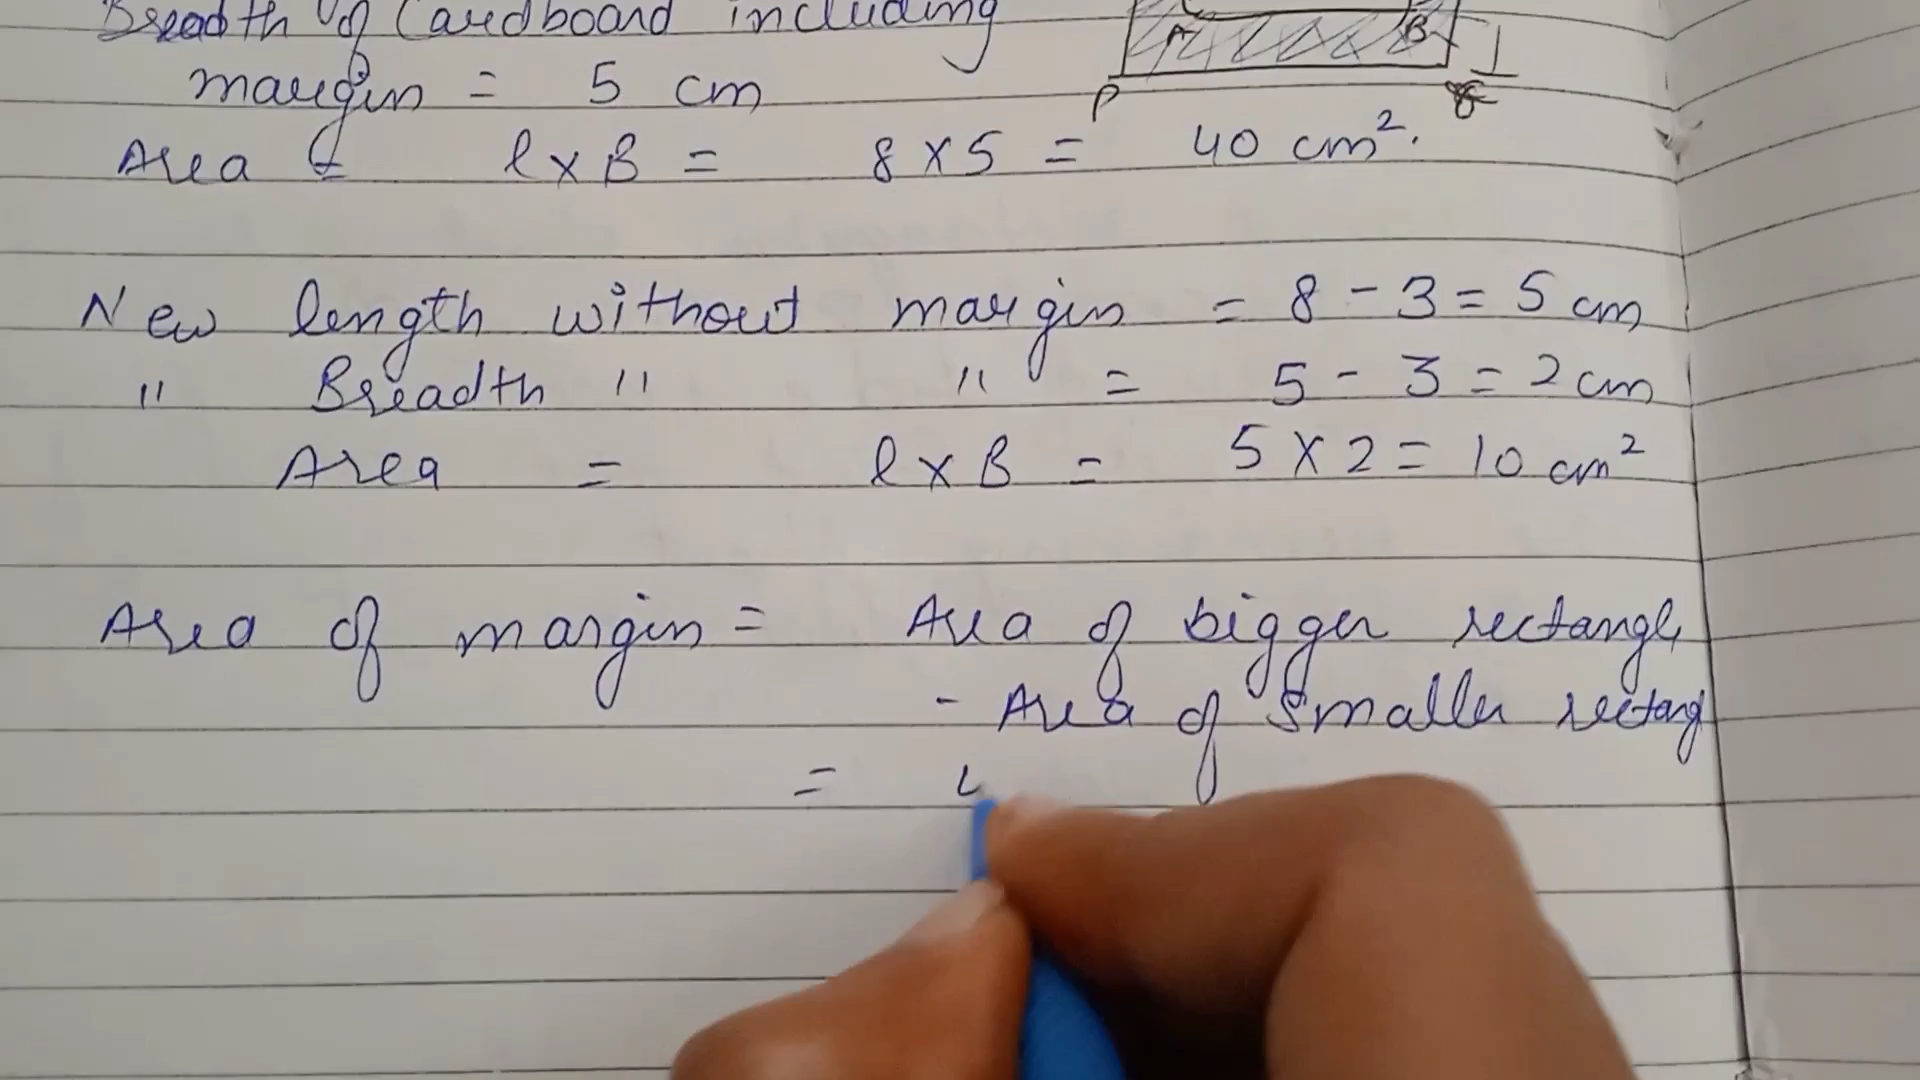 Breadth of Cardboard including
A B
margin = 5 cm
P
Area = l x B = 8 x 5 = 40 cm².
New length without margin = 8 - 3 = 5 cm
" Breadth " " = 5 - 3 = 2 cm
Area = l x B = 5 x 2 = 10 cm²
Area of margin = Area of bigger rectangle
- Area of smaller rectang
= 4